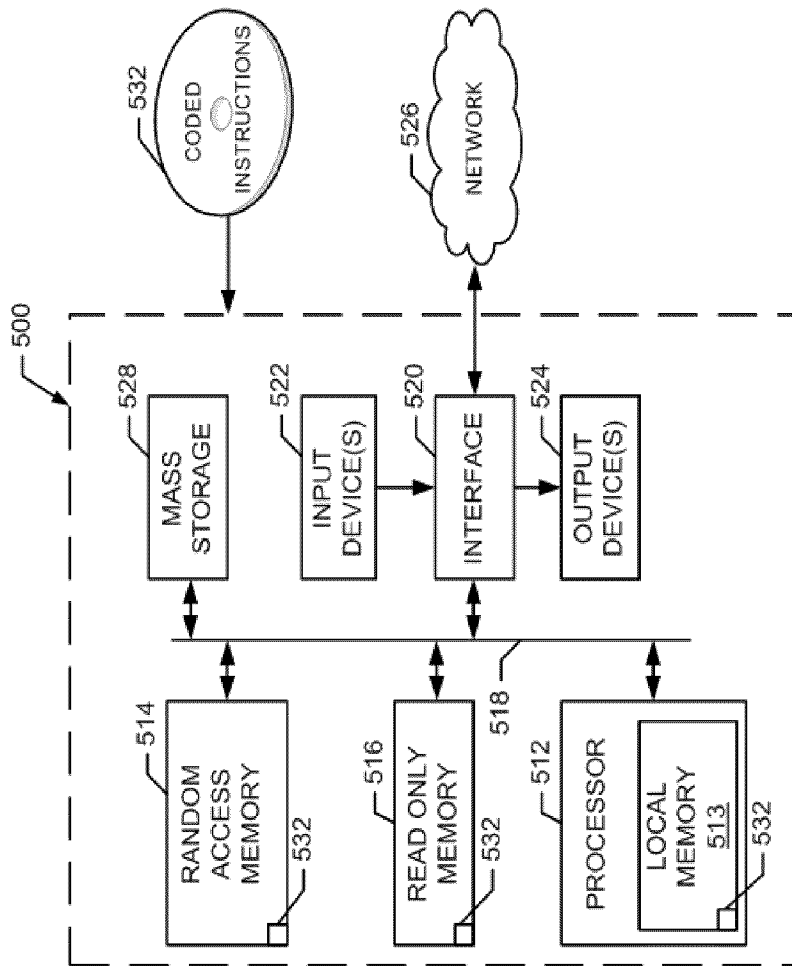 500
514
RANDOM
ACCESS
MEMORY
532
528
MASS
STORAGE
532
CODED
INSTRUCTIONS
516
READ ONLY
MEMORY
532
522
INPUT
DEVICE(S)
520
INTERFACE
526
NETWORK
518
512
PROCESSOR
LOCAL
MEMORY
513
532
524
OUTPUT
DEVICE(S)